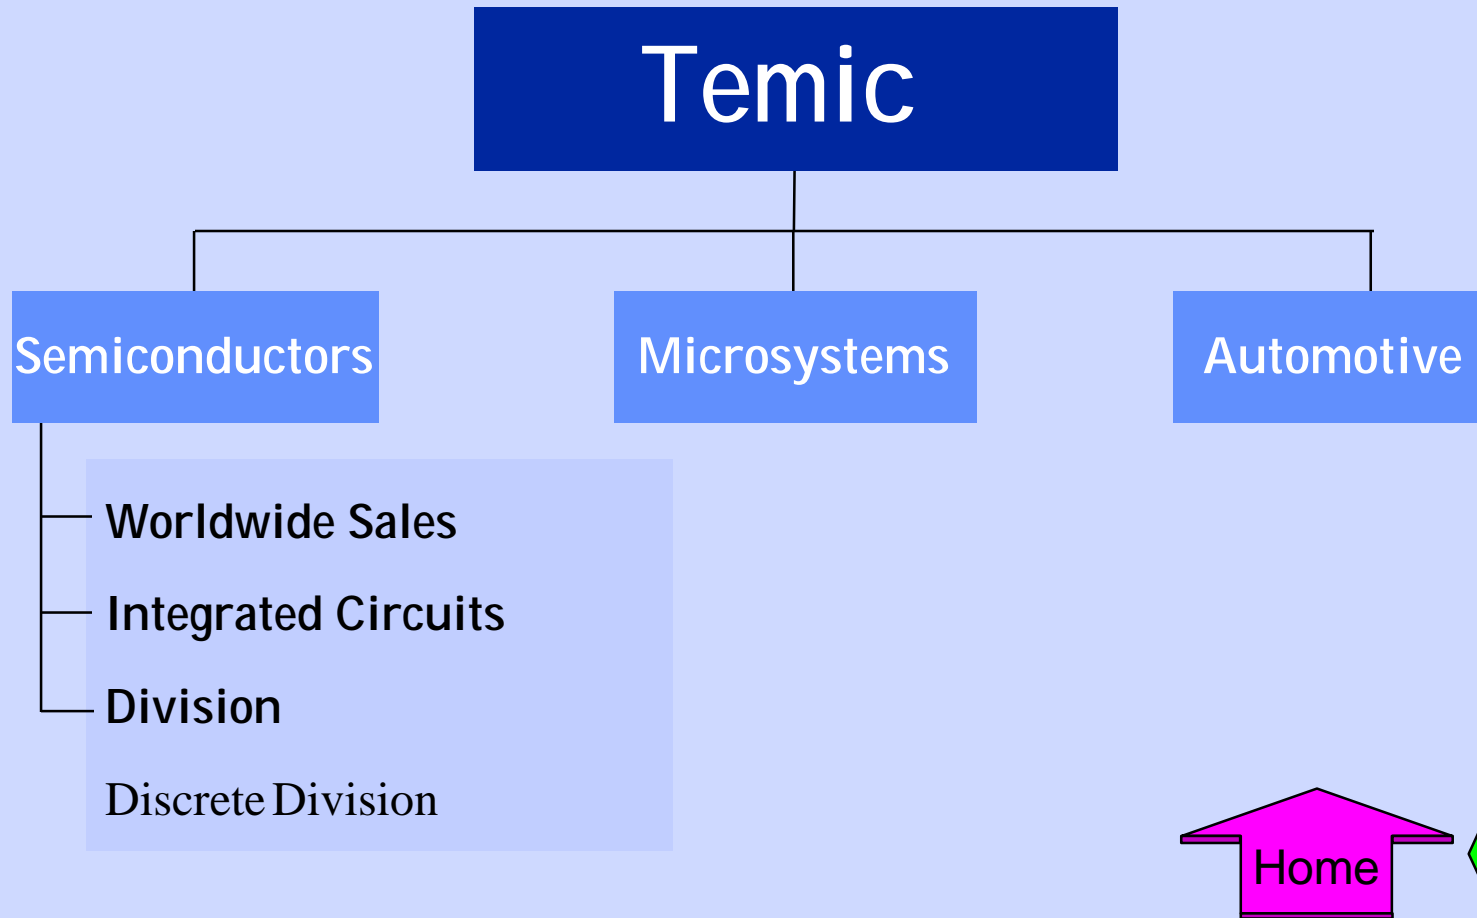 Temic
Semiconductors
Microsystems
Automotive
Worldwide Sales
Integrated Circuits
Division
Discrete Division
Home